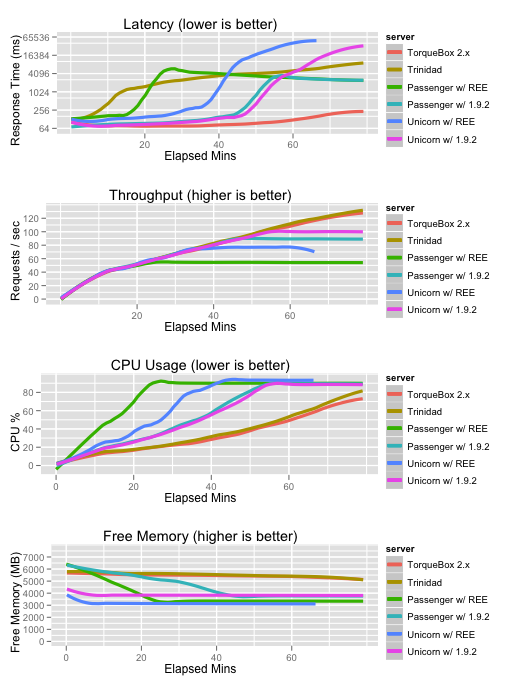 Latency (lower is better)
Response Time (ms)
65536
16384
4096
1024
256
64
20
40
60
Elapsed Mins
server
TorqueBox 2.x
Trinidad
Passenger w/ REE
Passenger w/ 1.9.2
Unicorn w/ REE
Unicorn w/ 1.9.2
Throughput (higher is better)
Requests / sec
120
100
80
60
40
20
0
20
40
60
Elapsed Mins
server
TorqueBox 2.x
Trinidad
Passenger w/ REE
Passenger w/ 1.9.2
Unicorn w/ REE
Unicorn w/ 1.9.2
CPU Usage (lower is better)
CPU %
80
60
40
20
0
0
20
40
60
Elapsed Mins
server
TorqueBox 2.x
Trinidad
Passenger w/ REE
Passenger w/ 1.9.2
Unicorn w/ REE
Unicorn w/ 1.9.2
Free Memory (higher is better)
Free Memory (MB)
7000
6000
5000
4000
3000
2000
1000
0
0
20
40
60
Elapsed Mins
server
TorqueBox 2.x
Trinidad
Passenger w/ REE
Passenger w/ 1.9.2
Unicorn w/ REE
Unicorn w/ 1.9.2